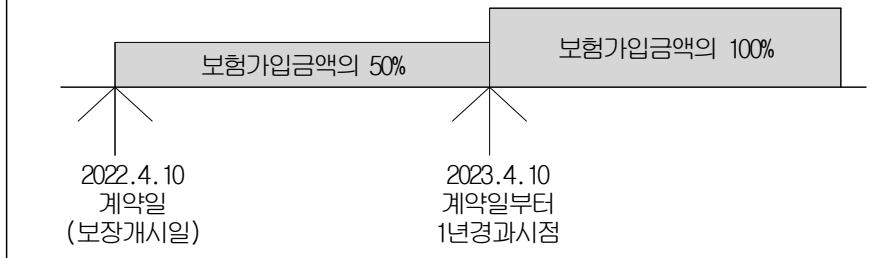 보험가입금액의 50%
보험가입금액의 100%
2022.4.10
계약일
(보장개시일)
2023.4.10
계약일부터
1년경과시점